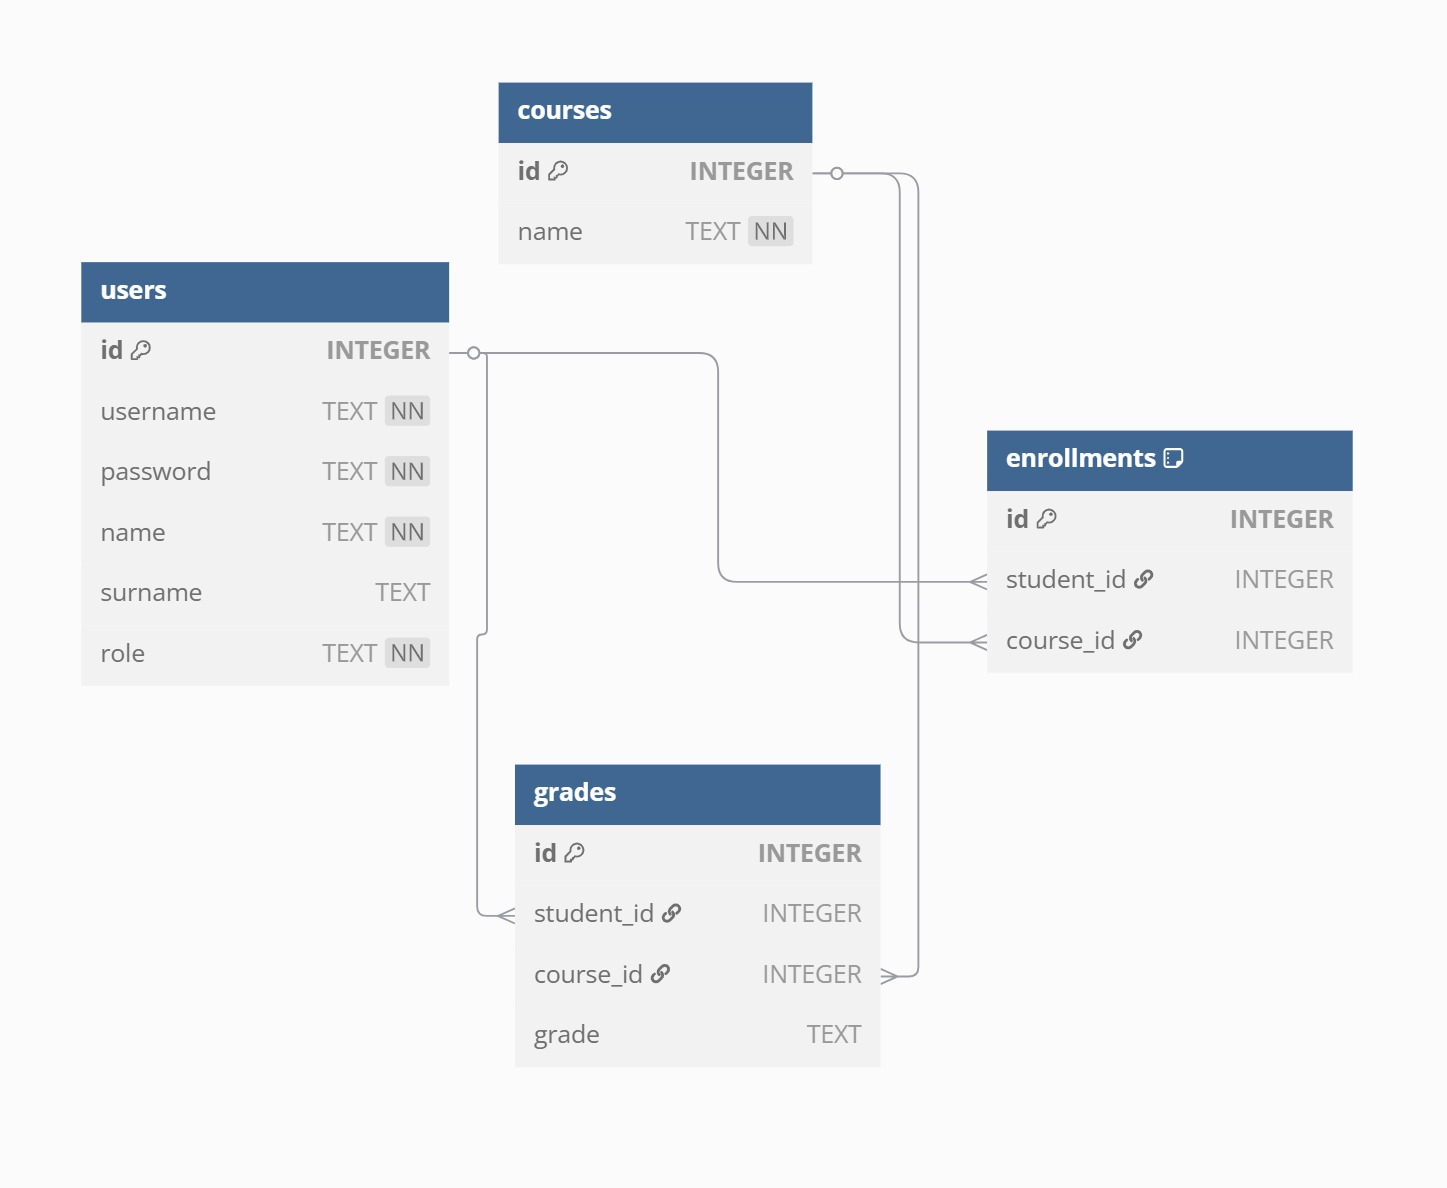 courses
id INTEGER
name TEXT NN
users
id INTEGER
username TEXT NN
password TEXT NN
name TEXT NN
surname TEXT
role TEXT NN
enrollments
id INTEGER
student_id INTEGER
course_id INTEGER
grades
id INTEGER
student_id INTEGER
course_id INTEGER
grade TEXT